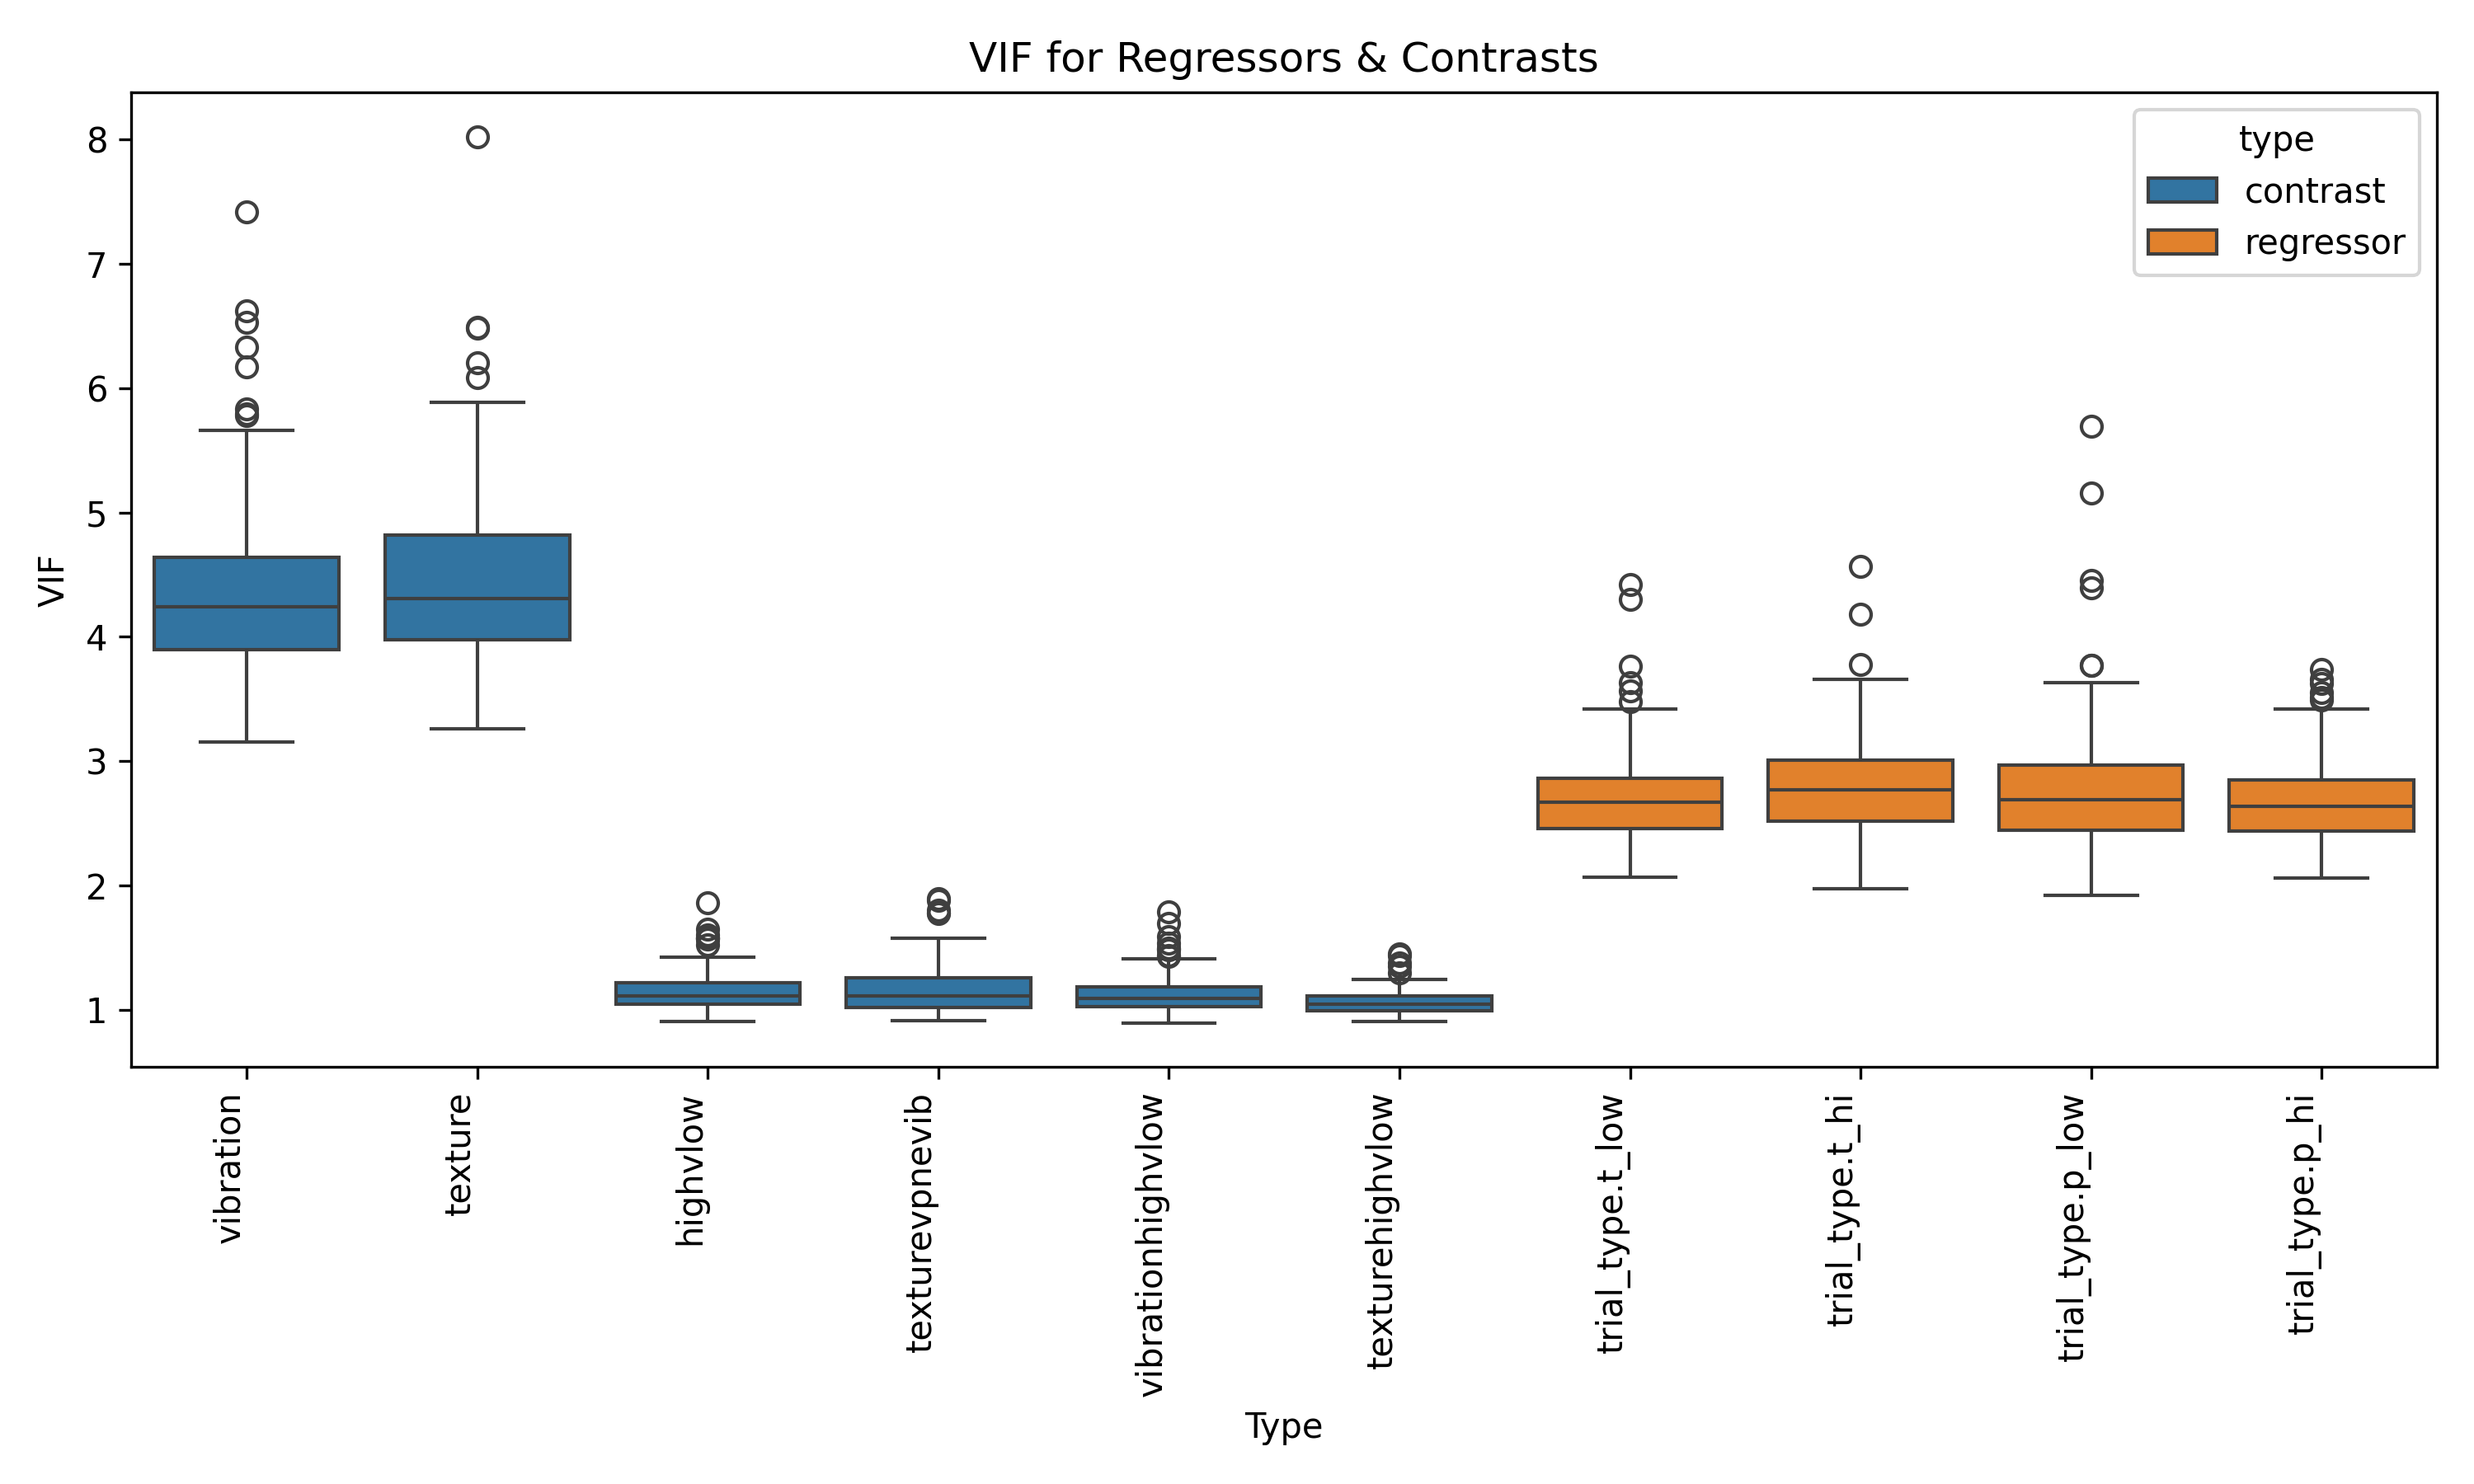 VIF for Regressors & Contrasts
type
contrast
regressor
VIF
8
7
6
5
4
3
2
1
vibration
texture
highvlow
texturevpnevib
vibrationhighvlow
texturehighvlow
trial_type.t_low
trial_type.t_hi
trial_type.p_low
trial_type.p_hi
Type